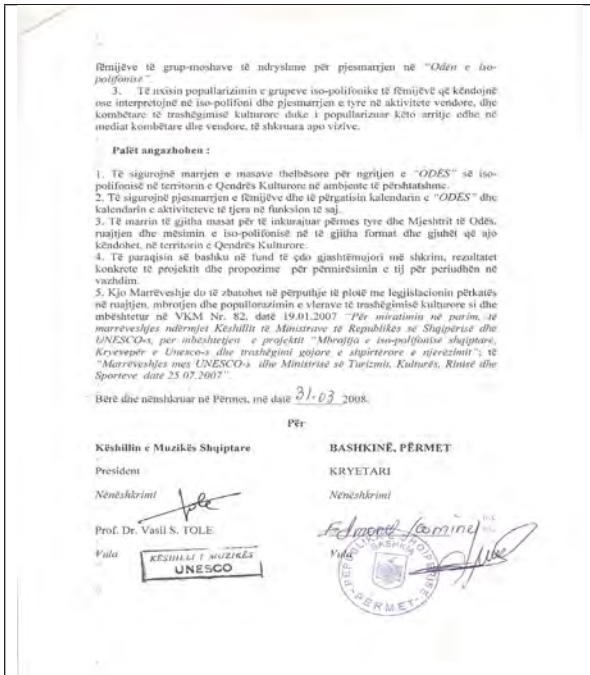 fëmijëve të grup-moshave të ndryshme për pjesmarrjen në "Odën e iso-
polifonisë".
3. Të nxisin popullarizimin e grupeve iso-polifonike të fëmijëve që këndojnë
ose interpretojnë në iso-polifoni dhe pjesmarrjen e tyre në aktivitete vendore, dhe
kombëtare të trashëgimisë kulturore duke i popullarizuar këto arritje edhe në
mediat kombëtare dhe vendore, të shkruara apo vizive.
Palët angazhohen :
1. Të sigurojnë marrjen e masave thelbësore për ngritjen e "ODËS" së iso-
polifonisë në territorin e Qendrës Kulturore në ambjente të përshtatshme.
2. Të sigurojnë pjesmarrjen e fëmijëve dhe të përgatisin kalendarin e "ODËS" dhe
kalendarin e aktiviteteve të tjera në funksion të saj.
3. Të marrin të gjitha masat për të inkurajuar përmes tyre dhe Mjeshtrit të Odës,
ruajtjen dhe mësimin e iso-polifonisë në të gjitha format dhe gjuhët që ajo
këndohet, në territorin e Qendrës Kulturore.
4. Të paraqisin së bashku në fund të çdo gjashtëmujori më shkrim, rezultatet
konkrete të projektit dhe propozime për përmirësimin e tij për periudhën në
vazhdim.
5. Kjo Marrëveshje do të zbatohet në përputhje të plotë me legjislacionin përkatës
në ruajtjen, mbrotjen dhe popullorazimin e vlerave të trashëgimisë kulturore si dhe
mbështetur në VKM Nr. 82, datë 19.01.2007 "Për miratimin në parim, të
marrëveshjes ndërmjet Këshillit të Ministrave të Republikës së Shqipërisë dhe
UNESCO-s, për mbështetjen e projektit "Mbrojtja e iso-polifonisë shqiptare,
Kryevepër e Unesco-s dhe trashëgimi gojore e shpirtërore e njerëzimit"; të
"Marrëveshjes mes UNESCO-s dhe Ministrisë së Turizmit, Kulturës, Rinisë dhe
Sporteve datë 25.07.2007".
Bërë dhe nënshkruar në Përmet, më datë 31.03 2008.
Për
Këshillin e Muzikës Shqiptare
President
Nënëshkrimi
Prof. Dr. Vasil S. TOLE
Vula
KËSHILLI I MUZIKËS
UNESCO
BASHKINË, PËRMET
KRYETARI
Nënëshkrimi
Edmond
Vula
REPUBLIKA E SHQIPËRISË
BASHKIA
PËRMET